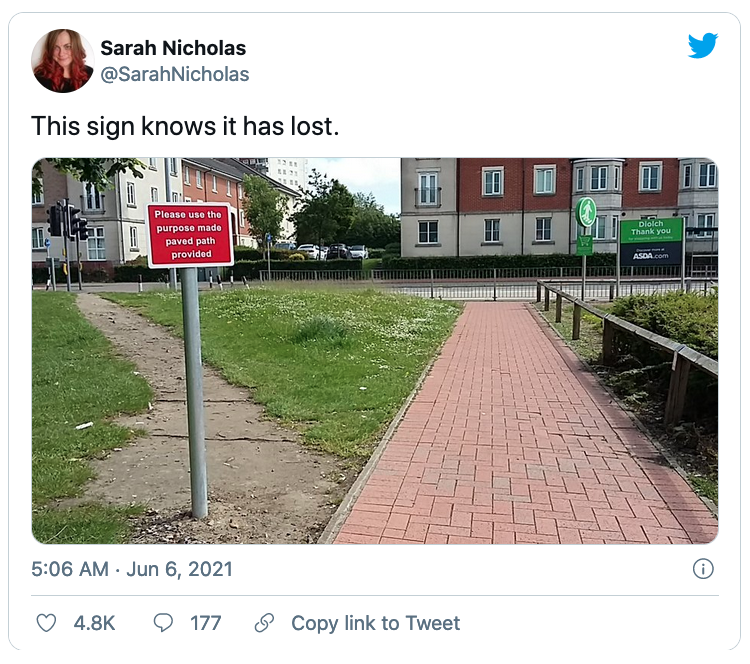 Sarah Nicholas
@SarahNicholas
This sign knows it has lost.
Please use the
purpose made
paved path
provided
Diolch
Thank you
ASDA.com
5:06 AM · Jun 6, 2021
4.8K
177
Copy link to Tweet